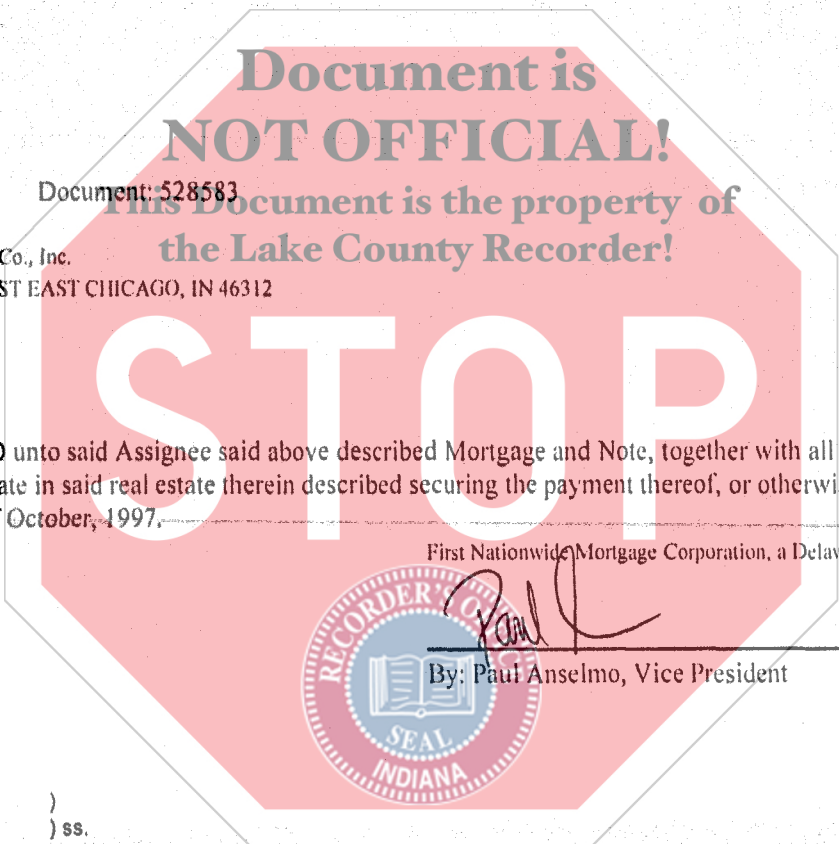 Document is
NOT OFFICIAL!
Document: 528583
This Document is the property of
the Lake County Recorder!
Co., Inc.
ST EAST CHICAGO, IN 46312
STOP
unto said Assignee said above described Mortgage and Note, together with all
ate in said real estate therein described securing the payment thereof, or otherwi
October, 1997.
First Nationwide Mortgage Corporation, a Delaw
Paul
By: Paul Anselmo, Vice President
RECORDER'S OFFICE
SEAL
INDIANA
)
) ss.